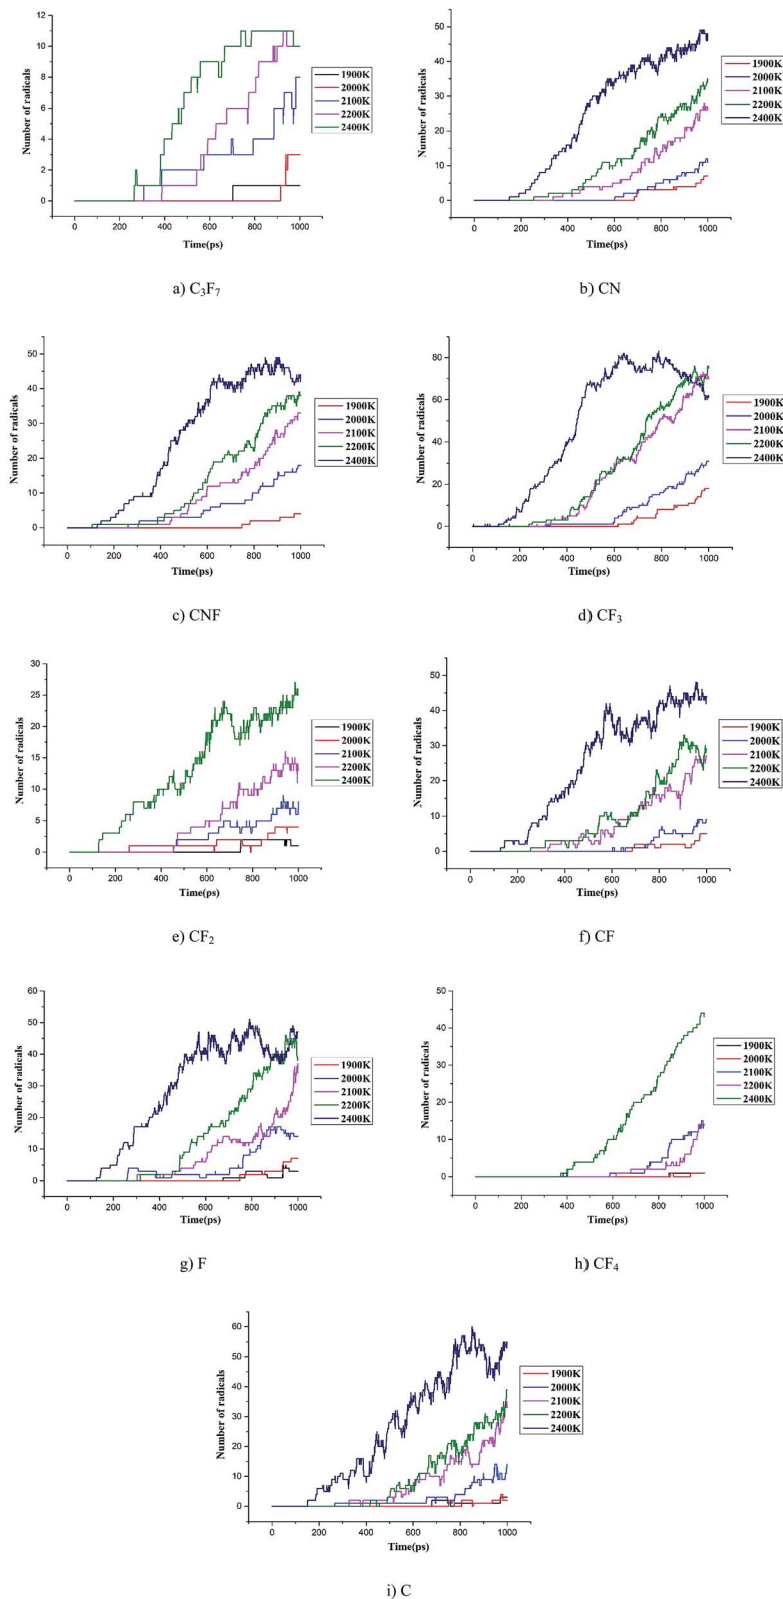 12
10
8
6
4
2
0
0 200 400 600 800 1000
Number of radicals
Time(ps)
1900K
2000K
2100K
2200K
2400K
a) C₃F₇
50
40
30
20
10
0
0 200 400 600 800 1000
Number of radicals
Time(ps)
1900K
2000K
2100K
2200K
2400K
b) CN
50
40
30
20
10
0
0 200 400 600 800 1000
Number of radicals
Time(ps)
1900K
2000K
2100K
2200K
2400K
c) CNF
80
60
40
20
0
0 200 400 600 800 1000
Number of radicals
Time(ps)
1900K
2000K
2100K
2200K
2400K
d) CF₃
30
25
20
15
10
5
0
0 200 400 600 800 1000
Number of radicals
Time(ps)
1900K
2000K
2100K
2200K
2400K
e) CF₂
50
40
30
20
10
0
0 200 400 600 800 1000
Number of radicals
Time(ps)
1900K
2000K
2100K
2200K
2400K
f) CF
60
50
40
30
20
10
0
0 200 400 600 800 1000
Number of radicals
Time(ps)
1900K
2000K
2100K
2200K
2400K
g) F
50
40
30
20
10
0
0 200 400 600 800 1000
Number of radicals
Time(ps)
1900K
2000K
2100K
2200K
2400K
h) CF₄
60
50
40
30
20
10
0
0 200 400 600 800 1000
Number of radicals
Time(ps)
1900K
2000K
2100K
2200K
2400K
i) C